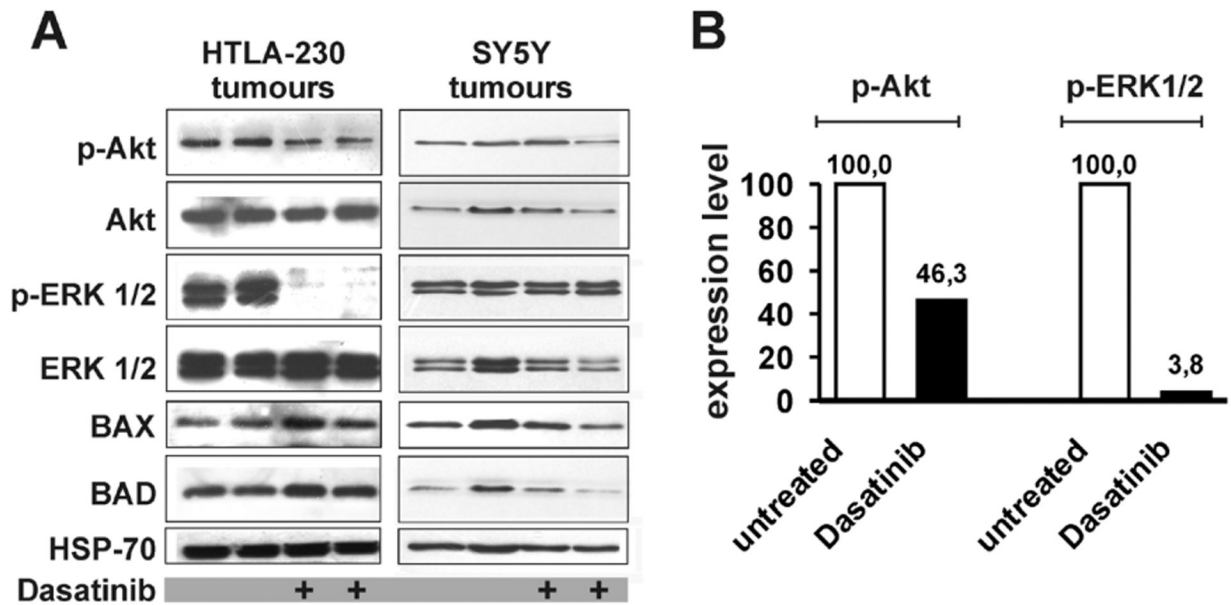 A
HTLA-230
tumours
SY5Y
tumours
p-Akt
Akt
p-ERK 1/2
ERK 1/2
BAX
BAD
HSP-70
Dasatinib + + + +
B
p-Akt p-ERK1/2
expression level
100
80
60
40
20
0
100,0
46,3
100,0
3,8
untreated
Dasatinib
untreated
Dasatinib